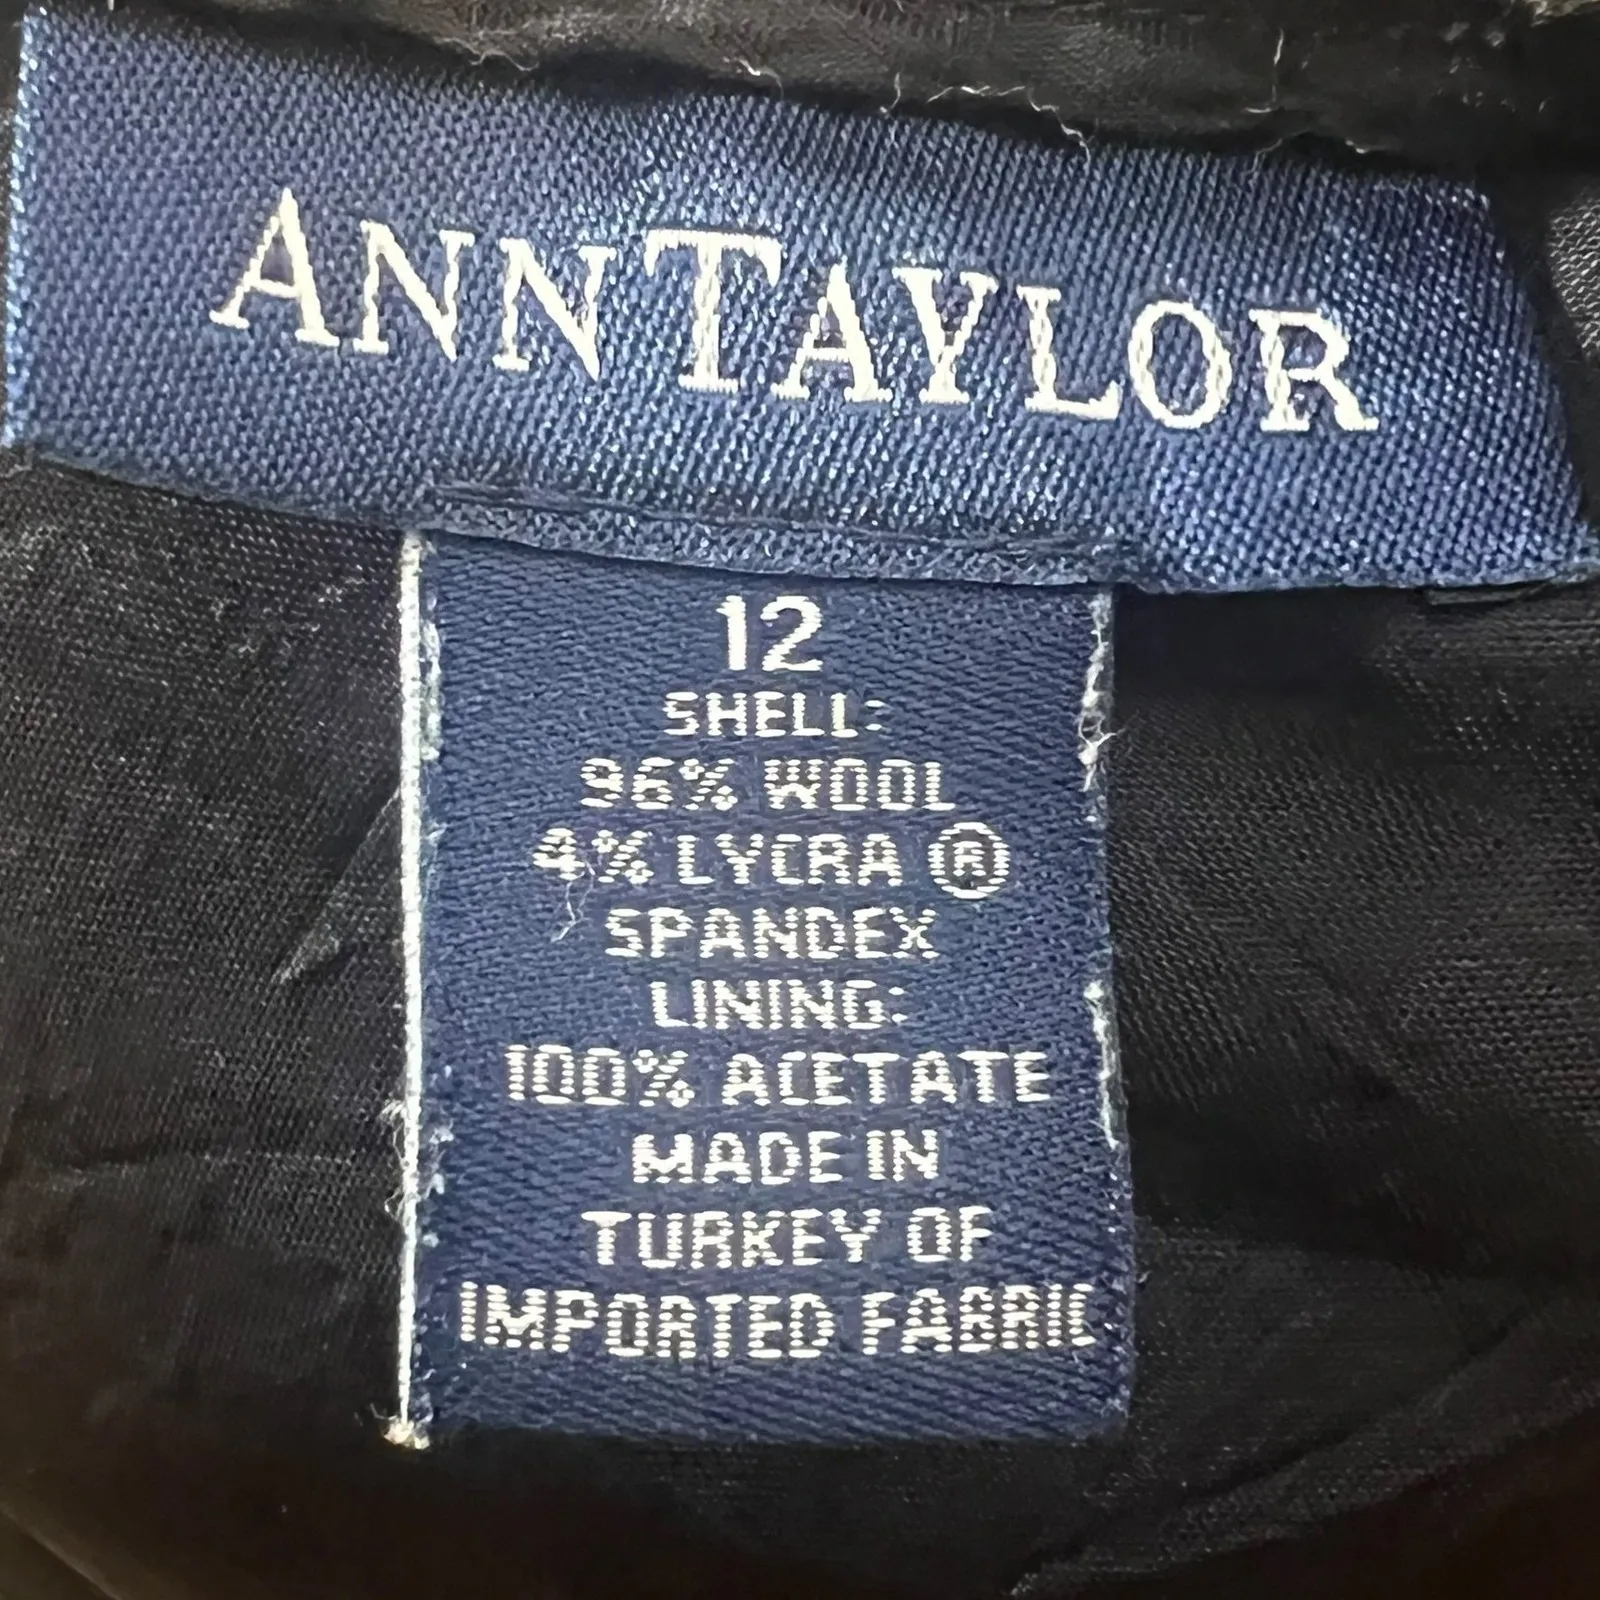 ANNTAYLOR
12
SHELL:
96% WOOL
4% LYCRA ®
SPANDEX
LINING:
100% ACETATE
MADE IN
TURKEY OF
IMPORTED FABRIC